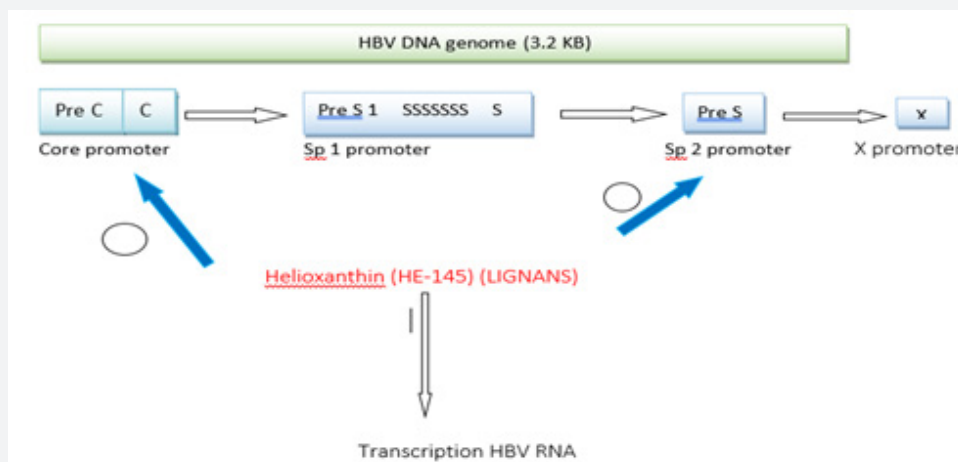 HBV DNA genome (3.2 KB)
Pre C C
Pre S 1 SSSSSSS S
Pre S
x
Core promoter
Sp 1 promoter
Sp 2 promoter
X promoter
Helioxanthin (HE-145) (LIGNANS)
Transcription HBV RNA